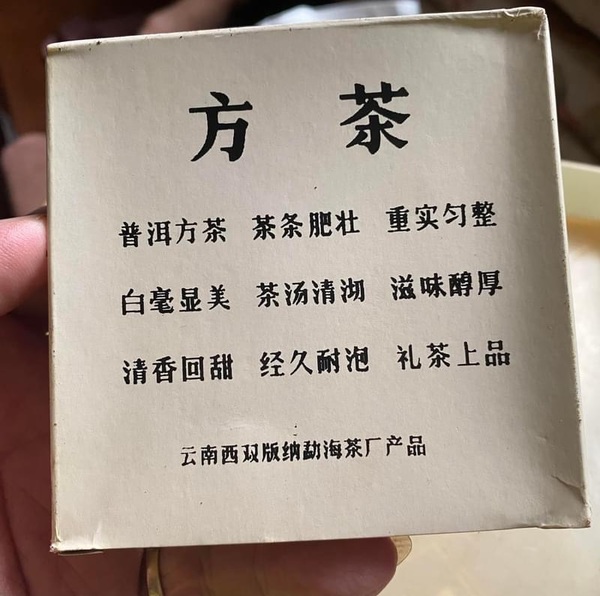 方 茶
普洱方茶 茶条肥壮 重实匀整
白毫显美 茶汤清沏 滋味醇厚
清香回甜 经久耐泡 礼茶上品
云南西双版纳勐海茶厂产品